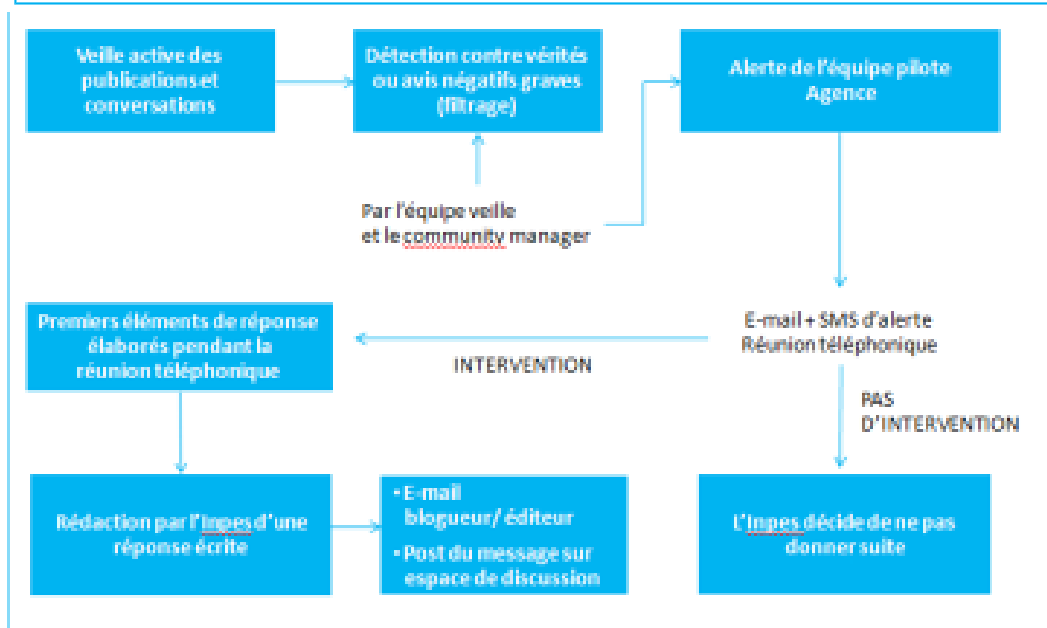 Veille active des
publications et
conversations
Détection contre vérités
ou avis négatifs graves
(filtrage)
Alerte de l'équipe pilote
Agence
Par l'équipe veille
et le community manager
E-mail + SMS d'alerte
Réunion téléphonique
Premiers éléments de réponse
élaborés pendant la
réunion téléphonique
INTERVENTION
PAS
D'INTERVENTION
Rédaction par l'Inpes d'une
réponse écrite
• E-mail
blogueur/ éditeur
• Post du message sur
espace de discussion
L'Inpes décide de ne pas
donner suite